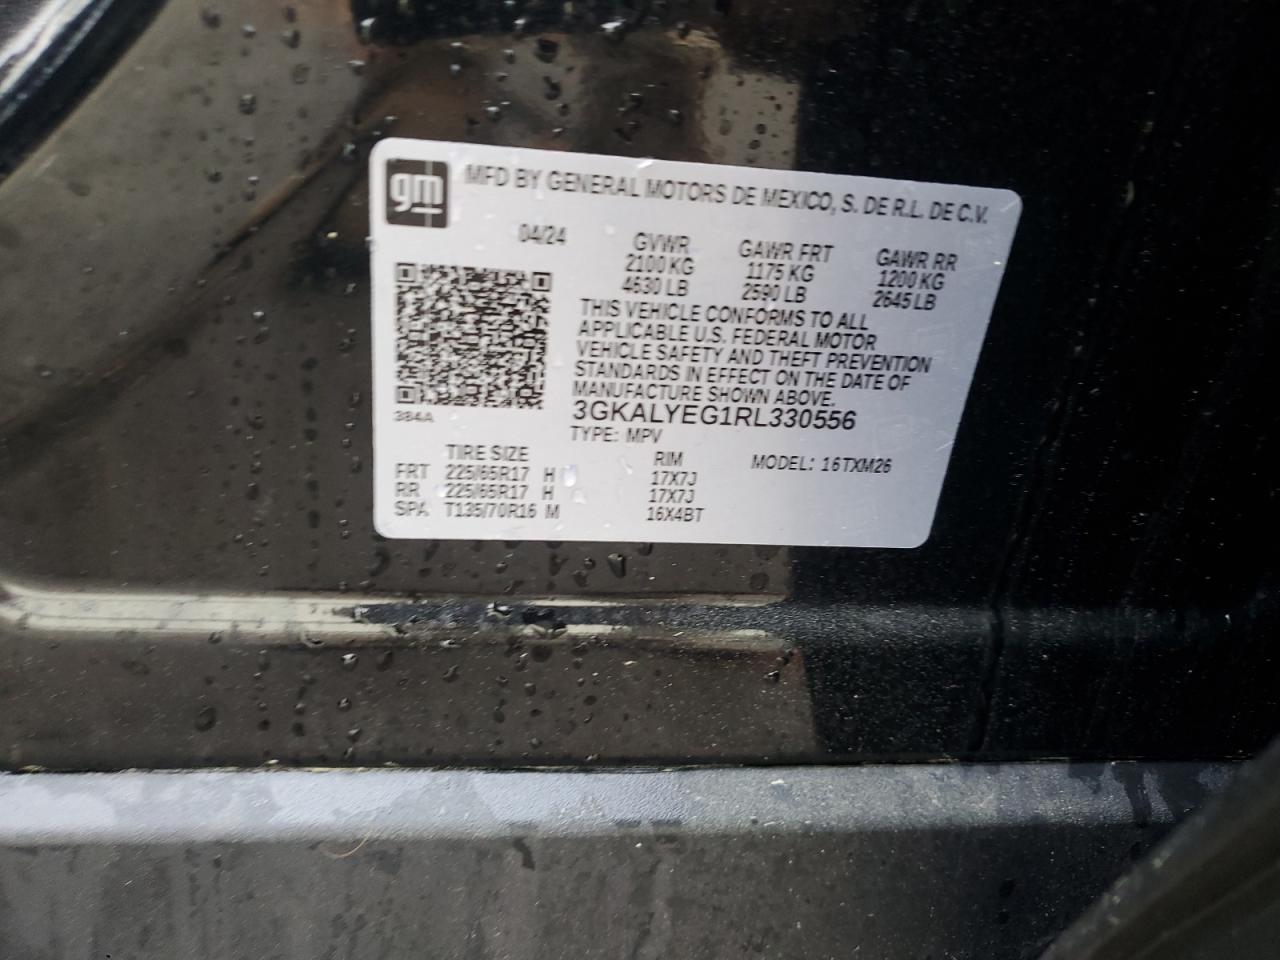 gm
MFD BY GENERAL MOTORS DE MEXICO, S. DE R.L. DE C.V.
04/24 GVWR GAWR FRT GAWR RR
2100 KG 1175 KG 1200 KG
4630 LB 2590 LB 2645 LB
THIS VEHICLE CONFORMS TO ALL
APPLICABLE U.S. FEDERAL MOTOR
VEHICLE SAFETY AND THEFT PREVENTION
STANDARDS IN EFFECT ON THE DATE OF
MANUFACTURE SHOWN ABOVE.
384A 3GKALYEG1RL330556
TYPE: MPV
TIRE SIZE RIM MODEL: 16TXM26
FRT 225/65R17 H 17X7J
RR 225/65R17 H 17X7J
SPA T135/70R16 M 16X4BT